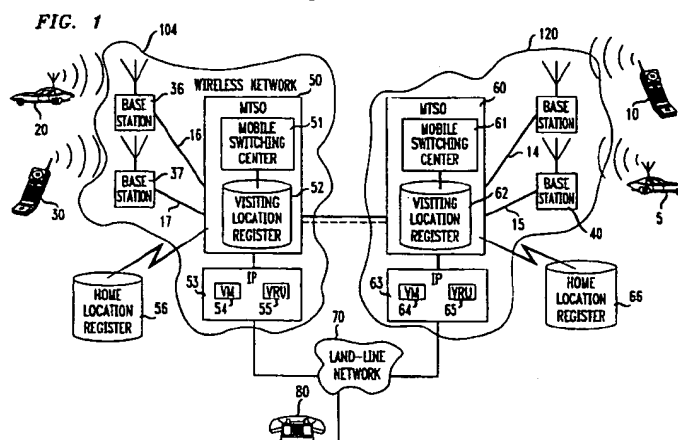 FIG. 1
104
120
WIRELESS NETWORK
50
60
36
BASE
STATION
16
MTSO
51
MOBILE
SWITCHING
CENTER
20
37
BASE
STATION
17
52
VISITING
LOCATION
REGISTER
30
MTSO
61
MOBILE
SWITCHING
CENTER
14
BASE
STATION
10
62
VISITING
LOCATION
REGISTER
15
BASE
STATION
40
5
HOME
LOCATION
REGISTER
56
53
IP
VM
VRU
54
55
63
IP
VM
VRU
64
65
HOME
LOCATION
REGISTER
66
70
LAND-LINE
NETWORK
80